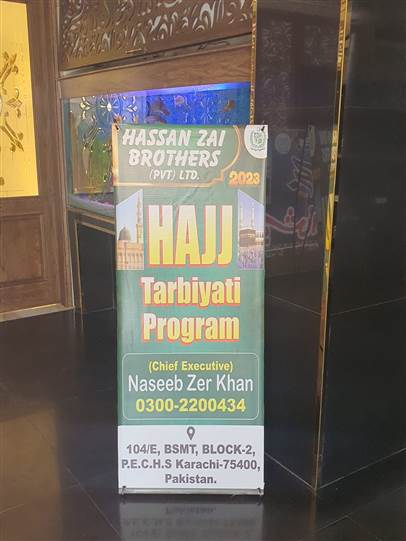 HASSAN ZAI
BROTHERS
(PVT) LTD.
2023
HAJJ
Tarbiyati
Program
(Chief Executive)
Naseeb Zer Khan
0300-2200434
104/E, BSMT, BLOCK-2,
P.E.C.H.S Karachi-75400,
Pakistan.